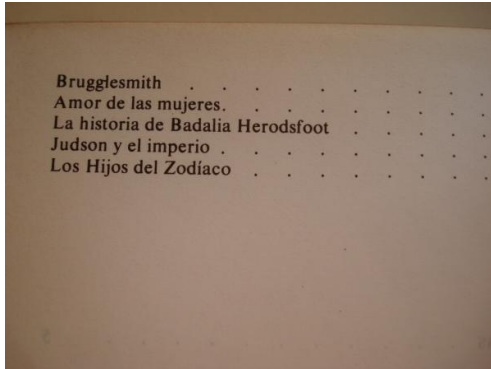 Brugglesmith . . . . . . . . .
Amor de las mujeres. . . . . . . . .
La historia de Badalia Herodsfoot . . . . .
Judson y el imperio . . . . . . . . .
Los Hijos del Zodíaco . . . . . . . .